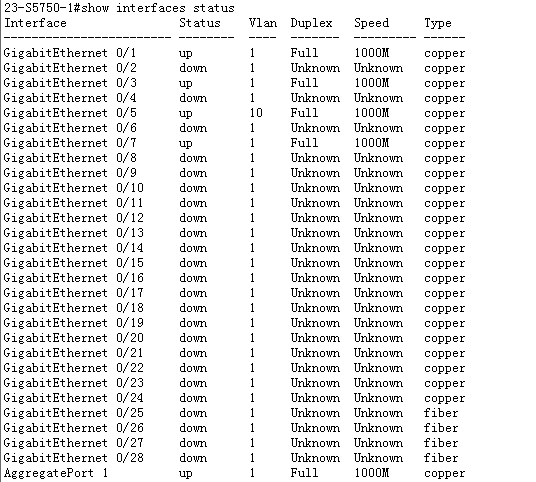 23-S5750-1#show interfaces status
Interface Status Vlan Duplex Speed Type
------------------------ -------- ---- ------- --------- ------
GigabitEthernet 0/1 up 1 Full 1000M copper
GigabitEthernet 0/2 down 1 Unknown Unknown copper
GigabitEthernet 0/3 up 1 Full 1000M copper
GigabitEthernet 0/4 down 1 Unknown Unknown copper
GigabitEthernet 0/5 up 10 Full 1000M copper
GigabitEthernet 0/6 down 1 Unknown Unknown copper
GigabitEthernet 0/7 up 1 Full 1000M copper
GigabitEthernet 0/8 down 1 Unknown Unknown copper
GigabitEthernet 0/9 down 1 Unknown Unknown copper
GigabitEthernet 0/10 down 1 Unknown Unknown copper
GigabitEthernet 0/11 down 1 Unknown Unknown copper
GigabitEthernet 0/12 down 1 Unknown Unknown copper
GigabitEthernet 0/13 down 1 Unknown Unknown copper
GigabitEthernet 0/14 down 1 Unknown Unknown copper
GigabitEthernet 0/15 down 1 Unknown Unknown copper
GigabitEthernet 0/16 down 1 Unknown Unknown copper
GigabitEthernet 0/17 down 1 Unknown Unknown copper
GigabitEthernet 0/18 down 1 Unknown Unknown copper
GigabitEthernet 0/19 down 1 Unknown Unknown copper
GigabitEthernet 0/20 down 1 Unknown Unknown copper
GigabitEthernet 0/21 down 1 Unknown Unknown copper
GigabitEthernet 0/22 down 1 Unknown Unknown copper
GigabitEthernet 0/23 down 1 Unknown Unknown copper
GigabitEthernet 0/24 down 1 Unknown Unknown copper
GigabitEthernet 0/25 down 1 Unknown Unknown fiber
GigabitEthernet 0/26 down 1 Unknown Unknown fiber
GigabitEthernet 0/27 down 1 Unknown Unknown fiber
GigabitEthernet 0/28 down 1 Unknown Unknown fiber
AggregatePort 1 up 1 Full 1000M copper